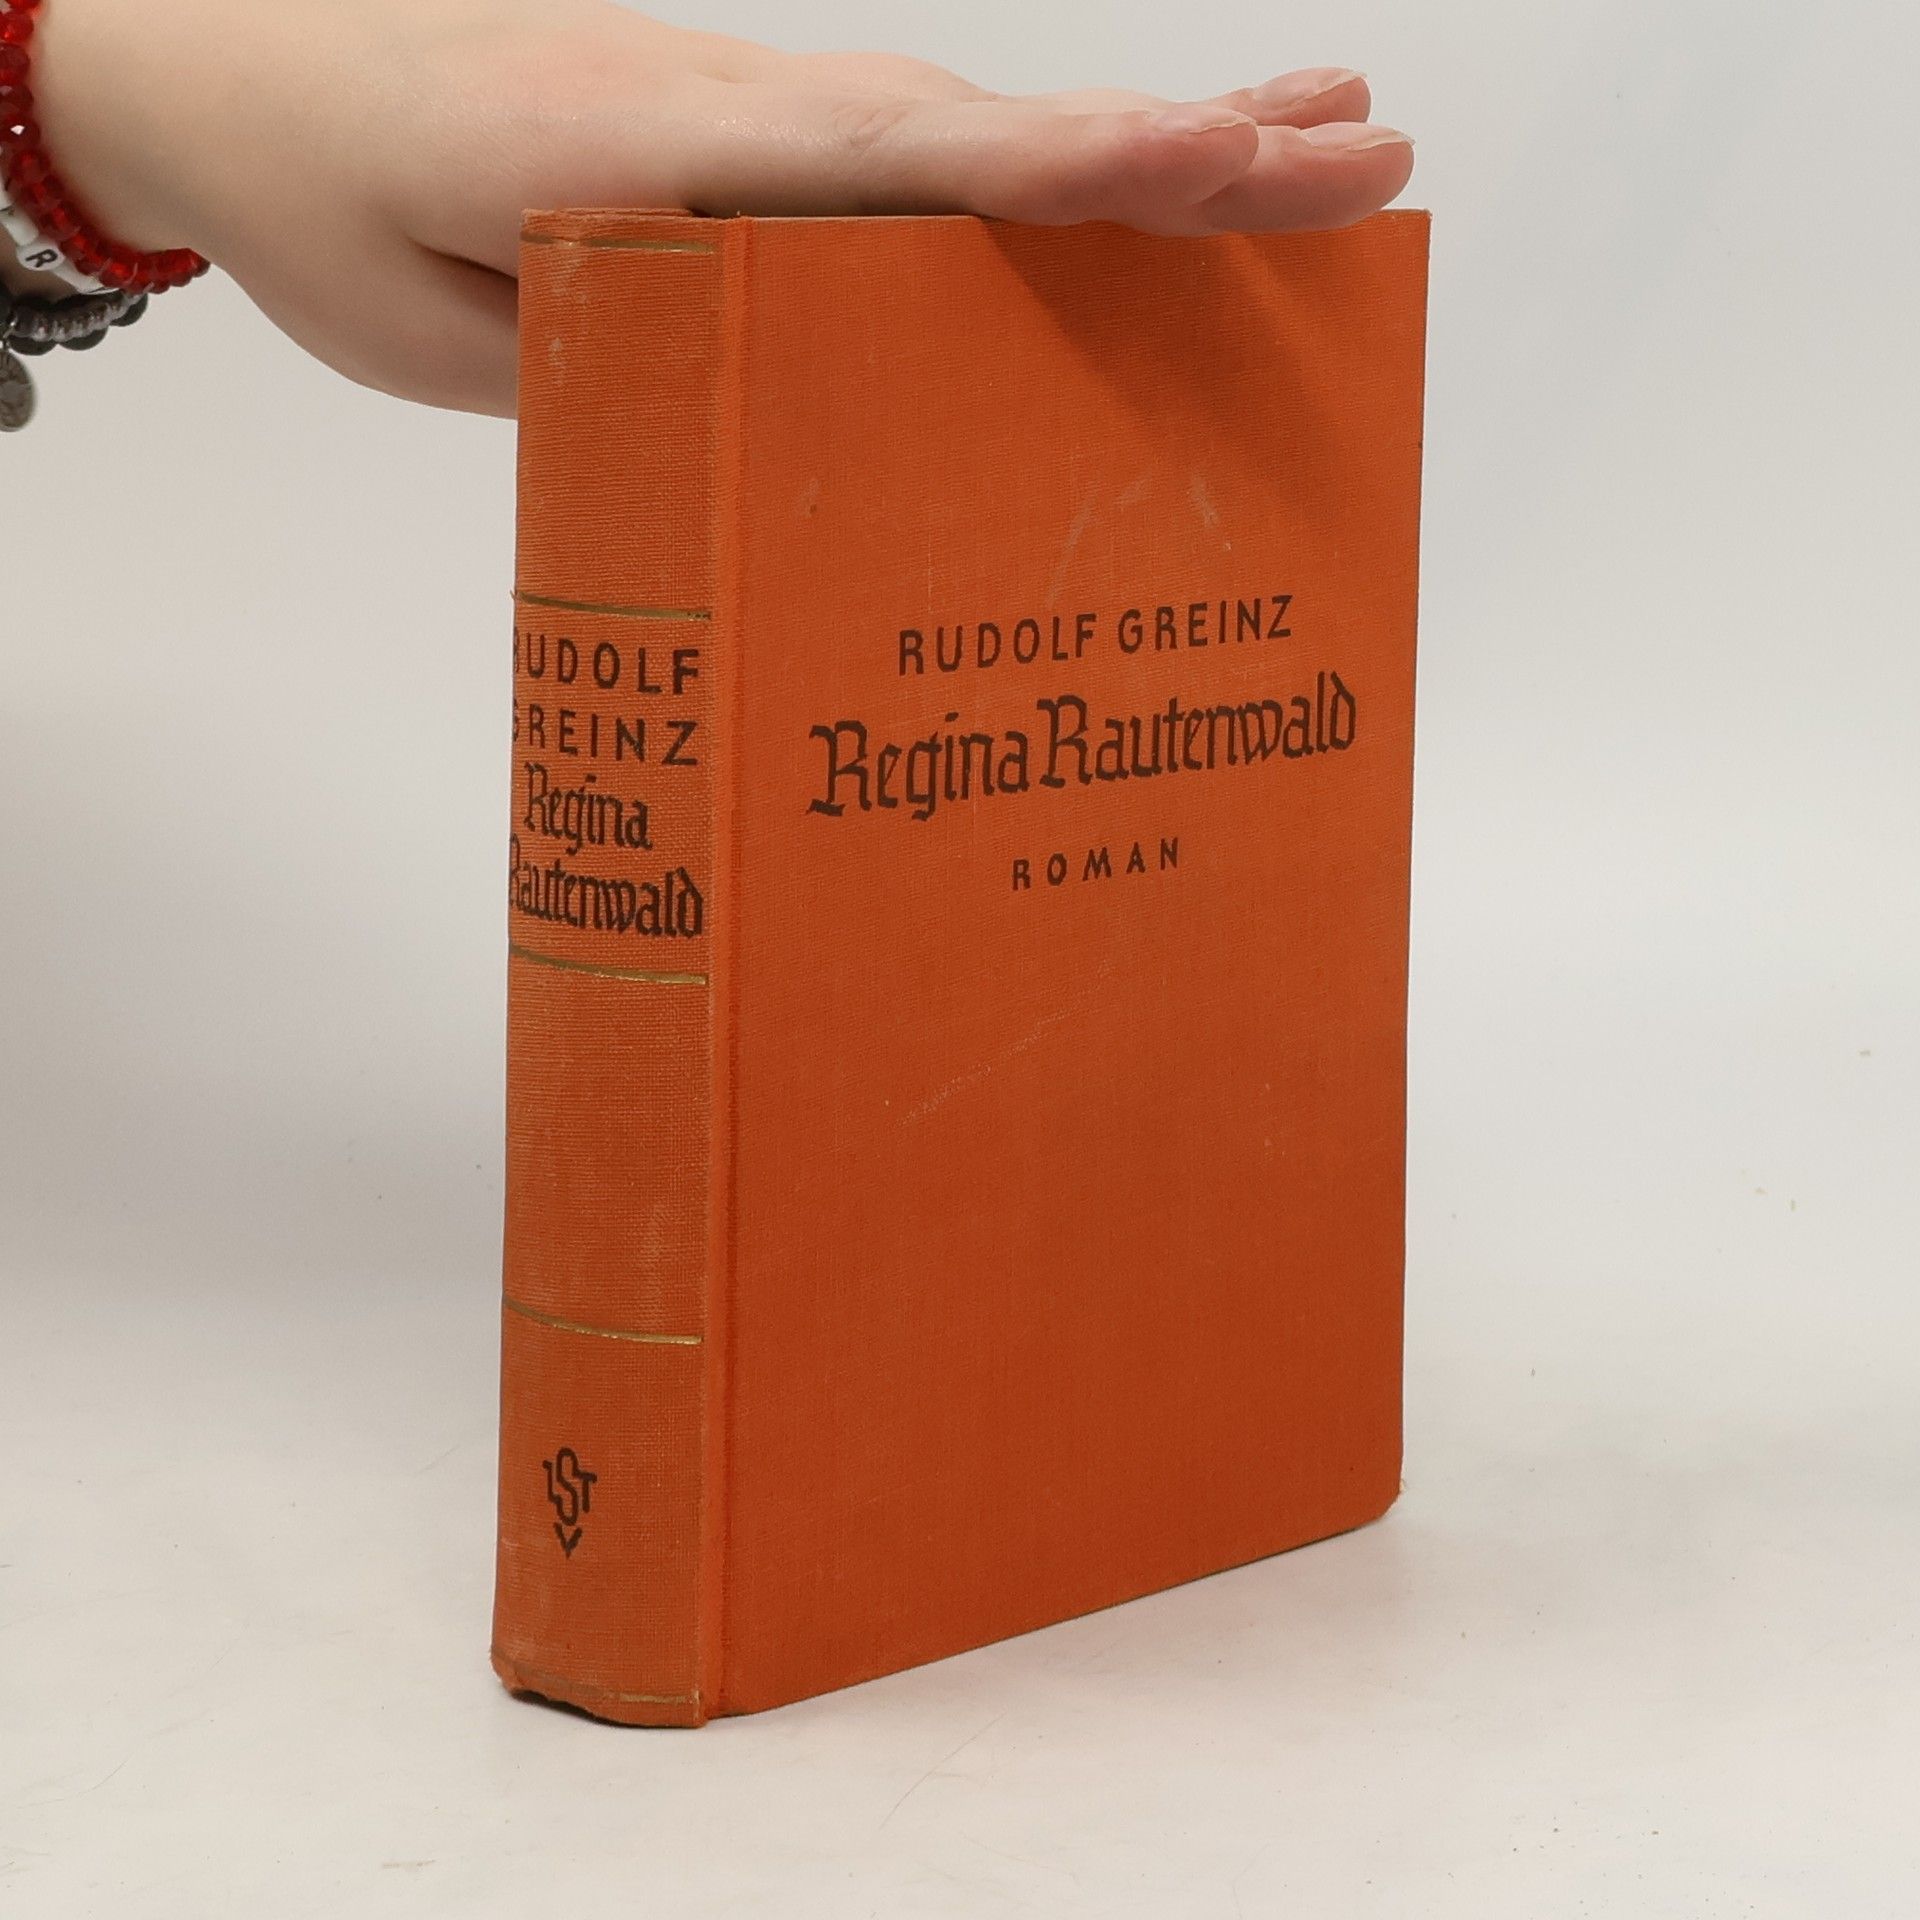 RUDOLF GREINZ
Regina Rautenwald
ROMAN
RUDOLF
GREINZ
Regina
Rautenwald
LST
V
R